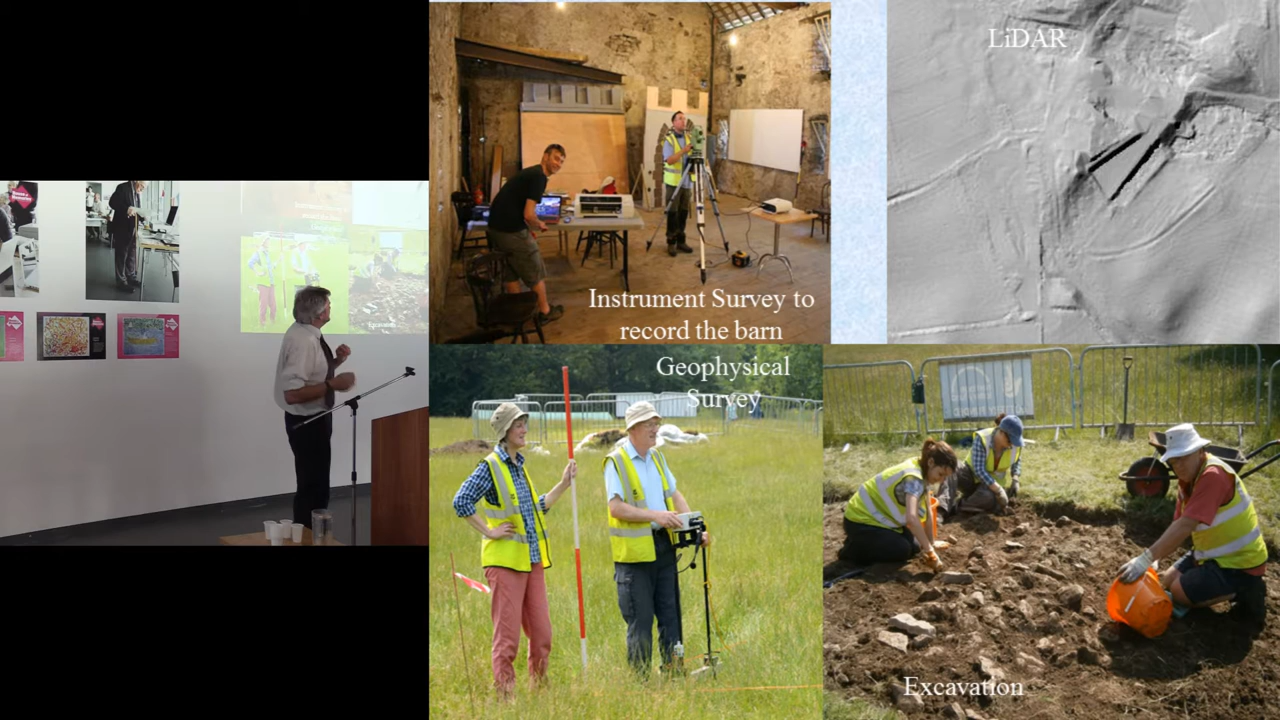 LiDAR
Instrument Survey to
record the barn
Geophysical
Survey
Excavation